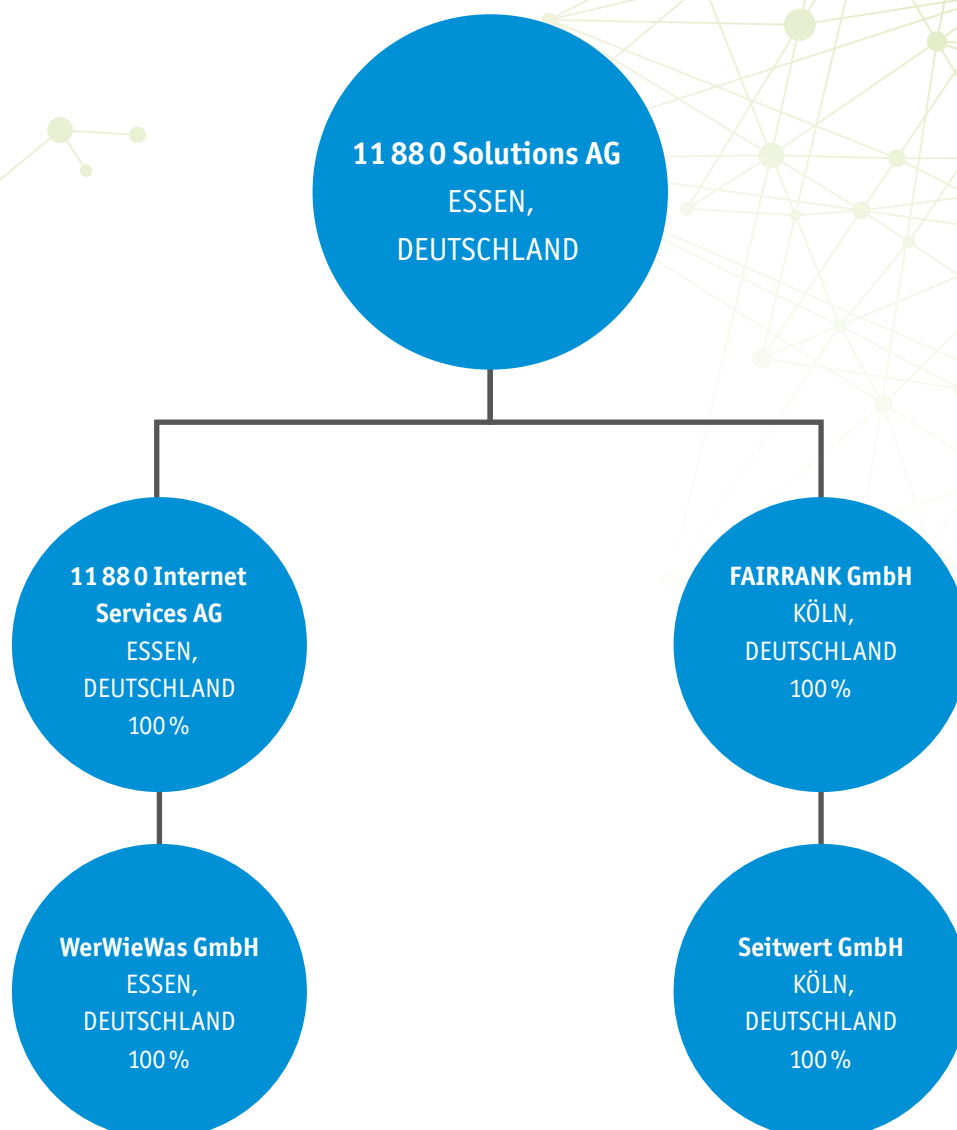 11 88 0 Solutions AG
ESSEN,
DEUTSCHLAND
11 88 0 Internet
Services AG
ESSEN,
DEUTSCHLAND
100 %
FAIRRANK GmbH
KÖLN,
DEUTSCHLAND
100 %
WerWieWas GmbH
ESSEN,
DEUTSCHLAND
100 %
Seitwert GmbH
KÖLN,
DEUTSCHLAND
100 %